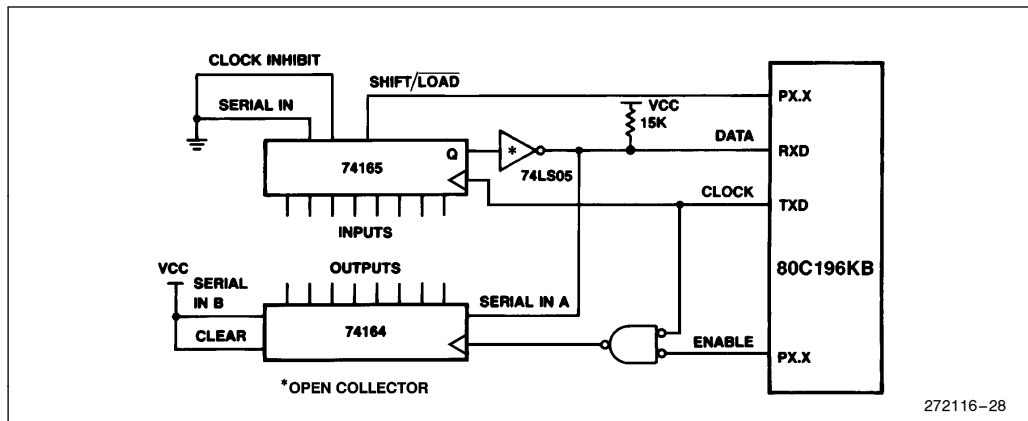 CLOCK INHIBIT
SHIFT/LOAD
PX.X
SERIAL IN
VCC
15K
DATA
RXD
Q
*
74165
74LS05
CLOCK
TXD
INPUTS
80C196KB
OUTPUTS
VCC
SERIAL
IN B
SERIAL IN A
74164
CLEAR
ENABLE
PX.X
*OPEN COLLECTOR
272116–28